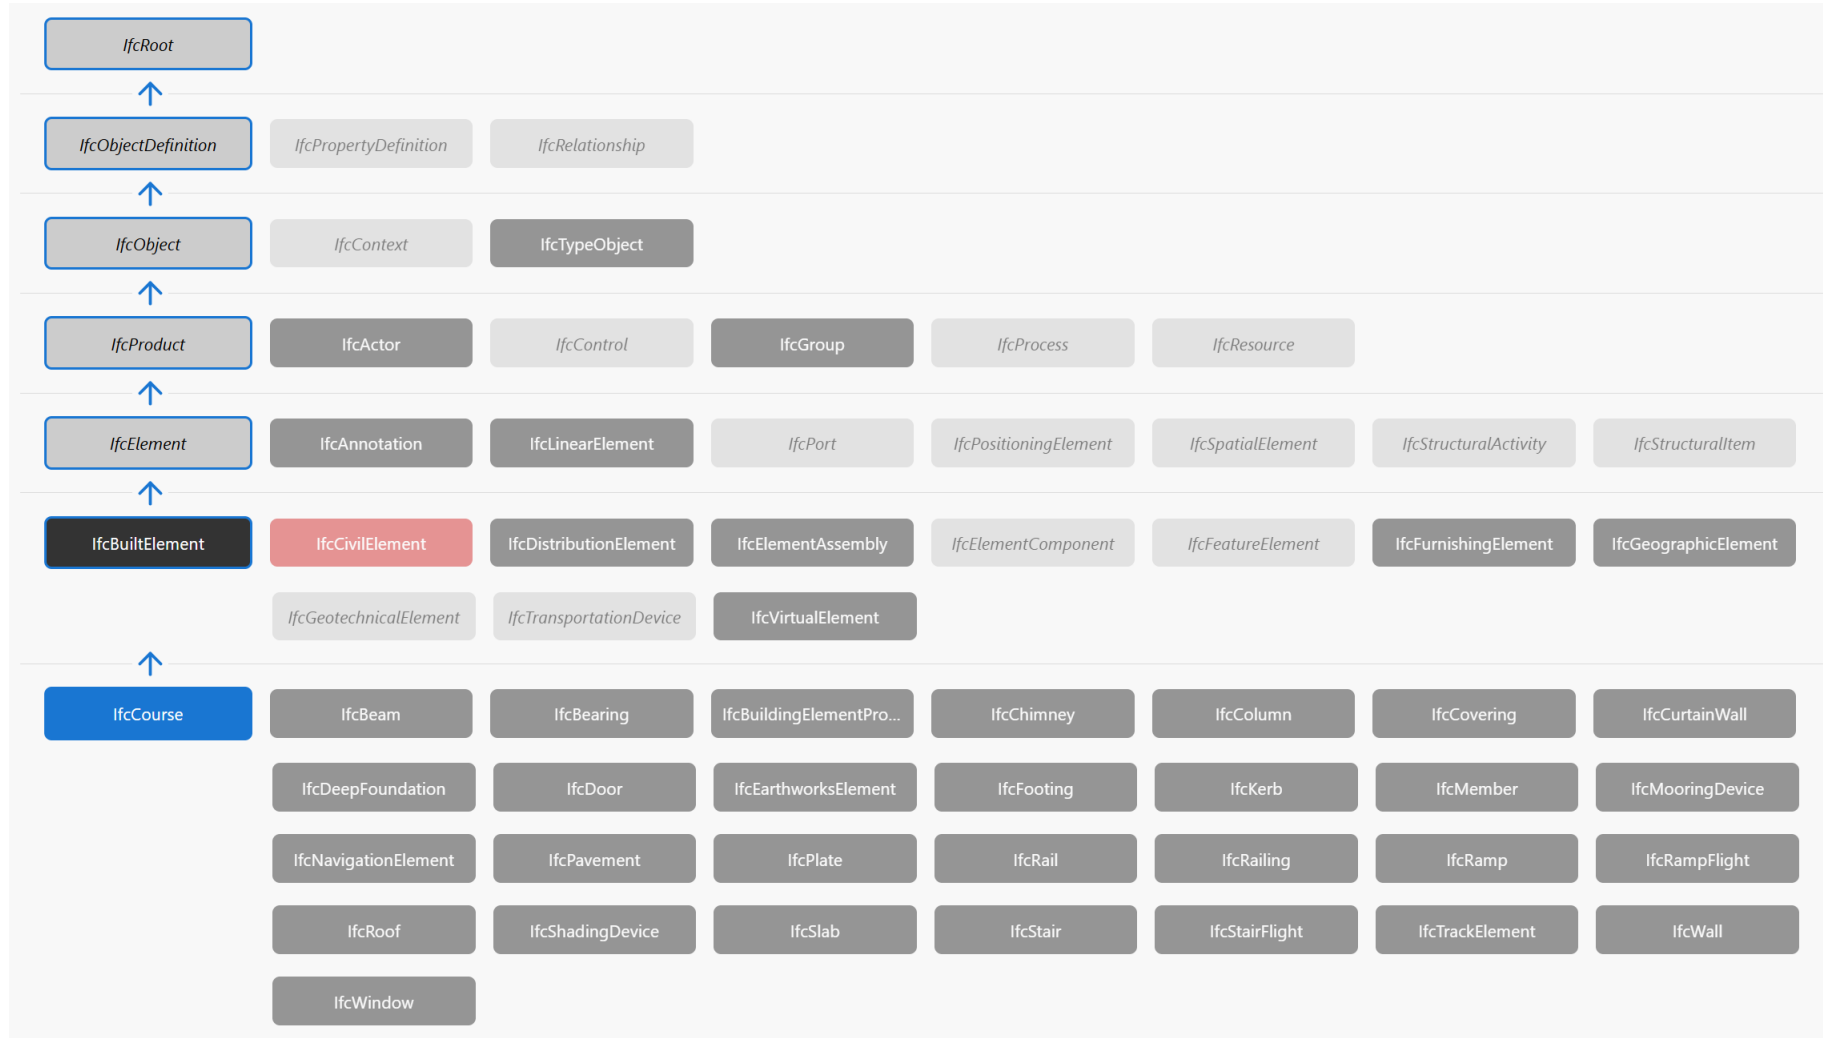 IfcRoot
IfcObjectDefinition IfcPropertyDefinition IfcRelationship
IfcObject IfcContext IfcTypeObject
IfcProduct IfcActor IfcControl IfcGroup IfcProcess IfcResource
IfcElement IfcAnnotation IfcLinearElement IfcPort IfcPositioningElement IfcSpatialElement IfcStructuralActivity IfcStructuralItem
IfcBuiltElement IfcCivilElement IfcDistributionElement IfcElementAssembly IfcElementComponent IfcFeatureElement IfcFurnishingElement IfcGeographicElement
IfcGeotechnicalElement IfcTransportationDevice IfcVirtualElement
IfcCourse IfcBeam IfcBearing IfcBuildingElementPro... IfcChimney IfcColumn IfcCovering IfcCurtainWall
IfcDeepFoundation IfcDoor IfcEarthworksElement IfcFooting IfcKerb IfcMember IfcMooringDevice
IfcNavigationElement IfcPavement IfcPlate IfcRail IfcRailing IfcRamp IfcRampFlight
IfcRoof IfcShadingDevice IfcSlab IfcStair IfcStairFlight IfcTrackElement IfcWall
IfcWindow